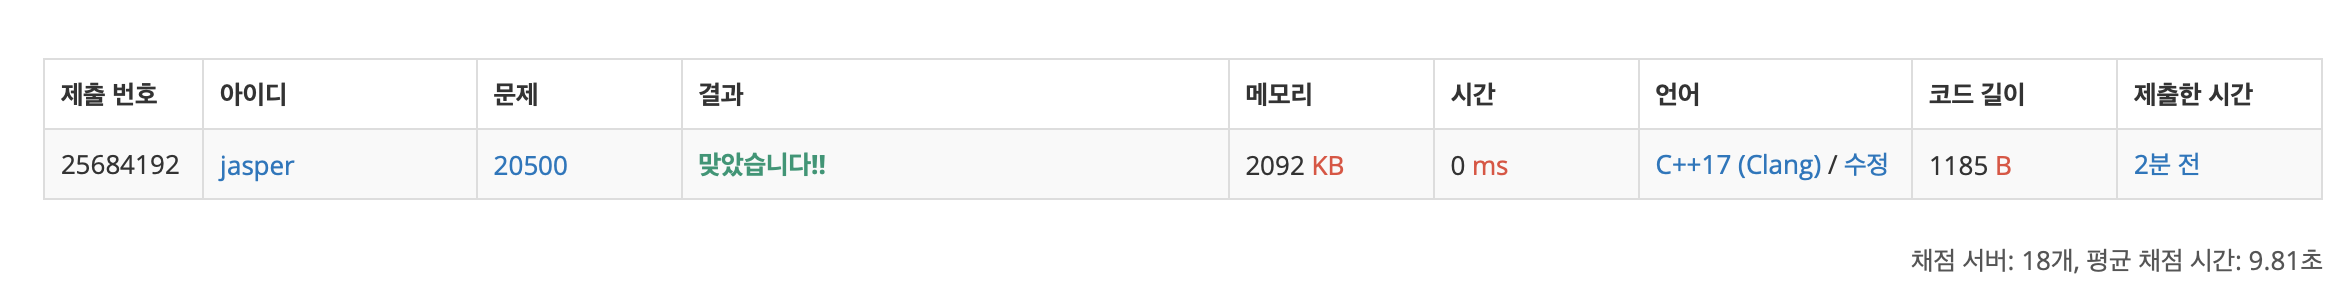 제출 번호 아이디 문제 결과 메모리 시간 언어 코드 길이 제출한 시간
25684192 jasper 20500 맞았습니다!! 2092 KB 0 ms C++17 (Clang) / 수정 1185 B 2분 전
채점 서버: 18개, 평균 채점 시간: 9.81초